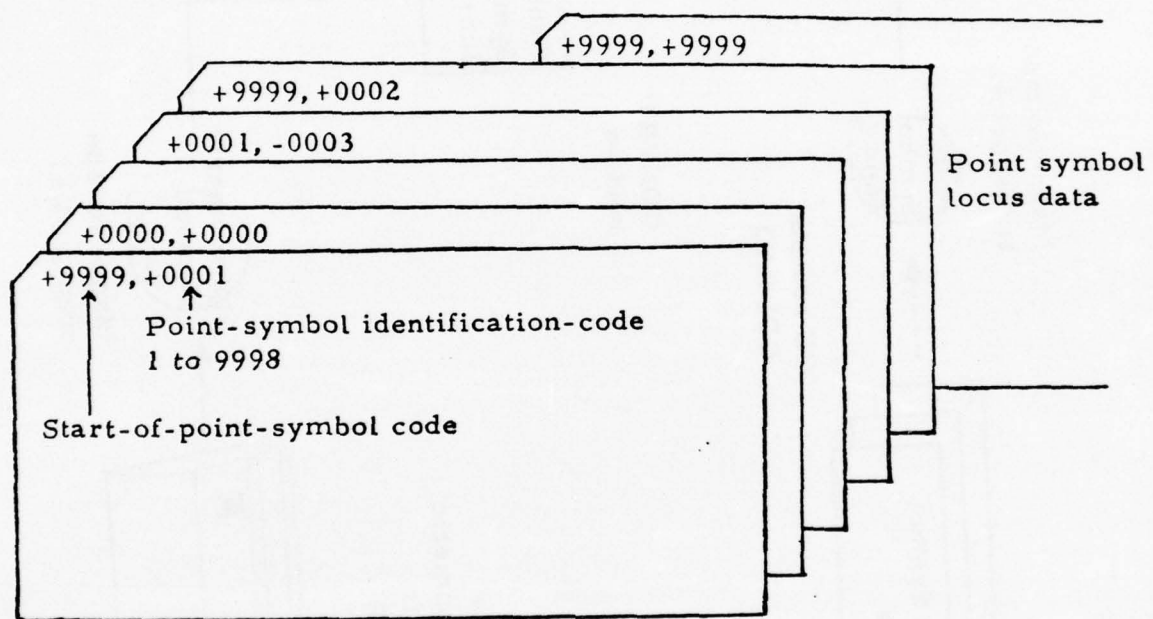 +9999, +9999
+9999, +0002
+0001, -0003
+0000, +0000
+9999, +0001
Point-symbol identification-code
1 to 9998
Start-of-point-symbol code
Point symbol
locus data